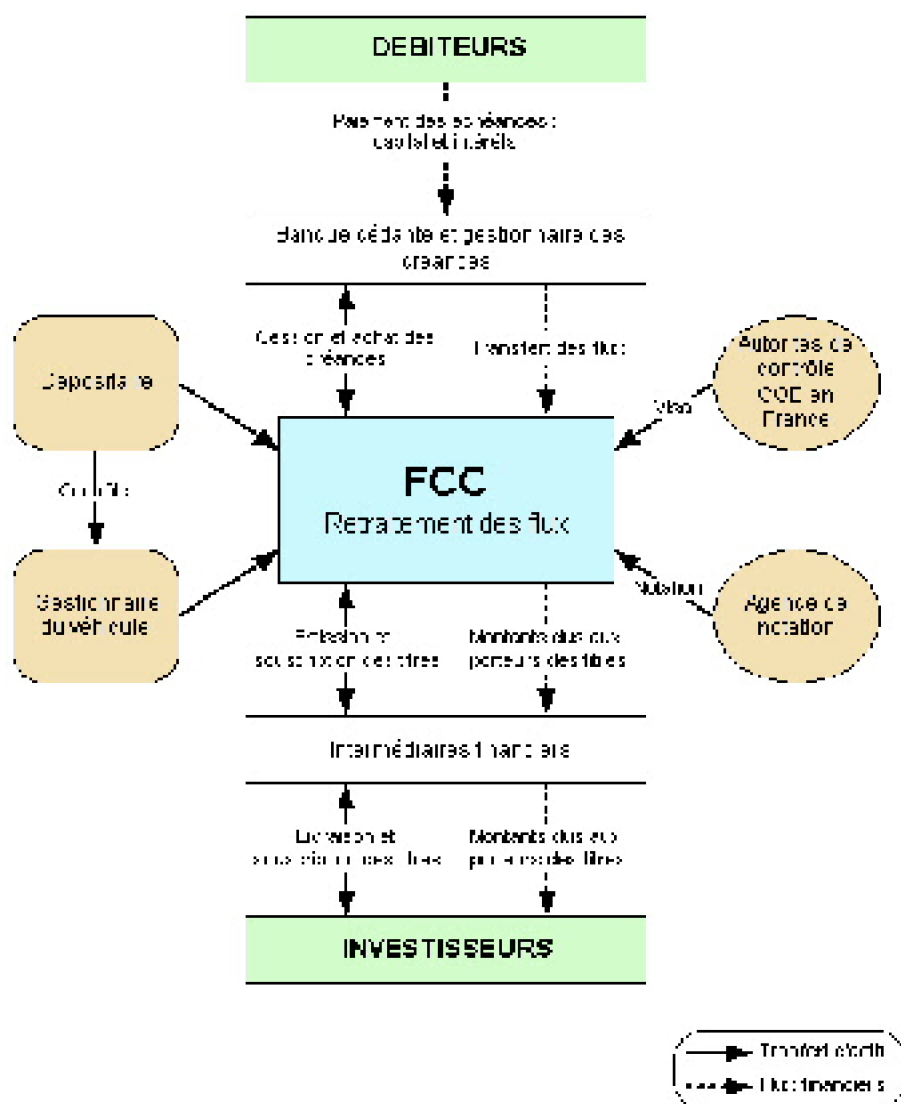 DEBITEURS
Paiement des échéances :
capital et intérêts
Banque cédante et gestionnaire des
créances
Cession et achat des
créances
Transfert des flux
Dépositaire
Autorités de
contrôle
COB en
France
Visa
FCC
Retraitement des flux
Contrôle
Gestionnaire
du véhicule
Notation
Agence de
notation
Emission et
souscription des titres
Montants dus aux
porteurs des titres
Intermédiaires financiers
Livraison et
souscription des titres
Montants dus aux
porteurs des titres
INVESTISSEURS
Tranfert d'actif
Flux financiers